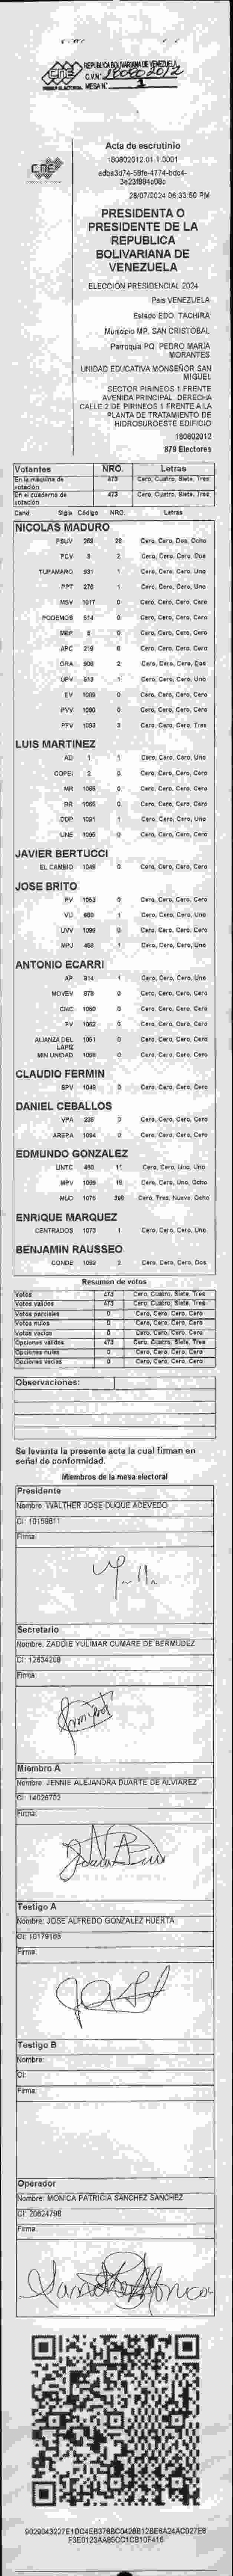 REPÚBLICA BOLIVARIANA DE VENEZUELA
C.V.N° 180802012
MESA N° 1
CNE
Acta de escrutinio
180802012.01.1.0001
28/07/2024 06:33:50 PM
PRESIDENTA O
PRESIDENTE DE LA
REPUBLICA
BOLIVARIANA DE
VENEZUELA
ELECCIÓN PRESIDENCIAL 2024
País VENEZUELA
Estado EDO. TACHIRA
Municipio MP. SAN CRISTOBAL
Parroquia PQ. PEDRO MARIA
MORANTES
UNIDAD EDUCATIVA MONSEÑOR SAN
MIGUEL
SECTOR PIRINEOS 1 FRENTE
AVENIDA PRINCIPAL. DERECHA
CALLE 2 DE PIRINEOS 1 FRENTE A LA
PLANTA DE TRATAMIENTO DE
HIDROSUROESTE EDIFICIO
180802012
879 Electores
Votantes NRO. Letras
En la máquina de votación 473 Cero, Cuatro, Siete, Tres
En el cuaderno de votación 473 Cero, Cuatro, Siete, Tres
Cand Sigla Código NRO. Letras
NICOLAS MADURO
PSUV 28 Cero, Cero, Dos, Ocho
PCV 3 2 Cero, Cero, Cero, Dos
TUPAMARO 931 1 Cero, Cero, Cero, Uno
PPT 276 1 Cero, Cero, Cero, Uno
MSV 1017 0 Cero, Cero, Cero, Cero
PODEMOS 514 0 Cero, Cero, Cero, Cero
MEP 0 Cero, Cero, Cero, Cero
APC 219 0 Cero, Cero, Cero, Cero
ORA 906 2 Cero, Cero, Cero, Dos
UPV 613 1 Cero, Cero, Cero, Uno
EV 1089 0 Cero, Cero, Cero, Cero
PVV 1090 0 Cero, Cero, Cero, Cero
PFV 1093 3 Cero, Cero, Cero, Tres
LUIS MARTINEZ
AD 1 1 Cero, Cero, Cero, Uno
COPEI 2 0 Cero, Cero, Cero, Cero
MR 1068 0 Cero, Cero, Cero, Cero
BR 1065 0 Cero, Cero, Cero, Cero
DDP 1091 1 Cero, Cero, Cero, Uno
UNE 1096 0 Cero, Cero, Cero, Cero
JAVIER BERTUCCI
EL CAMBIO 1049 0 Cero, Cero, Cero, Cero
JOSE BRITO
PV 1063 0 Cero, Cero, Cero, Cero
VU 1 Cero, Cero, Cero, Uno
UVV 1098 0 Cero, Cero, Cero, Cero
MPJ 458 1 Cero, Cero, Cero, Uno
ANTONIO ECARRI
AP 914 1 Cero, Cero, Cero, Uno
MOVEV 678 0 Cero, Cero, Cero, Cero
CMC 1050 0 Cero, Cero, Cero, Cero
FV 1052 0 Cero, Cero, Cero, Cero
ALIANZA DEL LAPIZ 1051 0 Cero, Cero, Cero, Cero
MIN UNIDAD 0 Cero, Cero, Cero, Cero
CLAUDIO FERMIN
SPV 1049 0 Cero, Cero, Cero, Cero
DANIEL CEBALLOS
VPA 0 Cero, Cero, Cero, Cero
AREPA 1094 0 Cero, Cero, Cero, Cero
EDMUNDO GONZALEZ
UNTC 11 Cero, Cero, Uno, Uno
MPV 1009 18 Cero, Cero, Uno, Ocho
MUD 1076 398 Cero, Tres, Nueve, Ocho
ENRIQUE MARQUEZ
CENTRADOS 1073 1 Cero, Cero, Cero, Uno
BENJAMIN RAUSSEO
CONDE 1092 2 Cero, Cero, Cero, Dos
Resumen de votos
Votos 473 Cero, Cuatro, Siete, Tres
Votos válidos 473 Cero, Cuatro, Siete, Tres
Votos parciales 0 Cero, Cero, Cero, Cero
Votos nulos 0 Cero, Cero, Cero, Cero
Votos vacíos 0 Cero, Cero, Cero, Cero
Opciones válidas 473 Cero, Cuatro, Siete, Tres
Opciones nulas 0 Cero, Cero, Cero, Cero
Opciones vacías 0 Cero, Cero, Cero, Cero
Observaciones:
Se levanta la presente acta la cual firman en
señal de conformidad.
Miembros de la mesa electoral
Presidente
Nombre: WALTHER JOSE DUQUE ACEVEDO
CI: 10159811
Firma:
Secretario
Nombre: ZADDIE YULIMAR CUMARE DE BERMUDEZ
CI: 12634208
Firma:
Miembro A
Nombre: JENNIE ALEJANDRA DUARTE DE ALVIAREZ
CI: 14026702
Firma:
Testigo A
Nombre: JOSE ALFREDO GONZALEZ HUERTA
CI: 10179165
Firma:
Testigo B
Nombre:
CI:
Firma:
Operador
Nombre: MONICA PATRICIA SANCHEZ SANCHEZ
CI: 20624798
Firma: